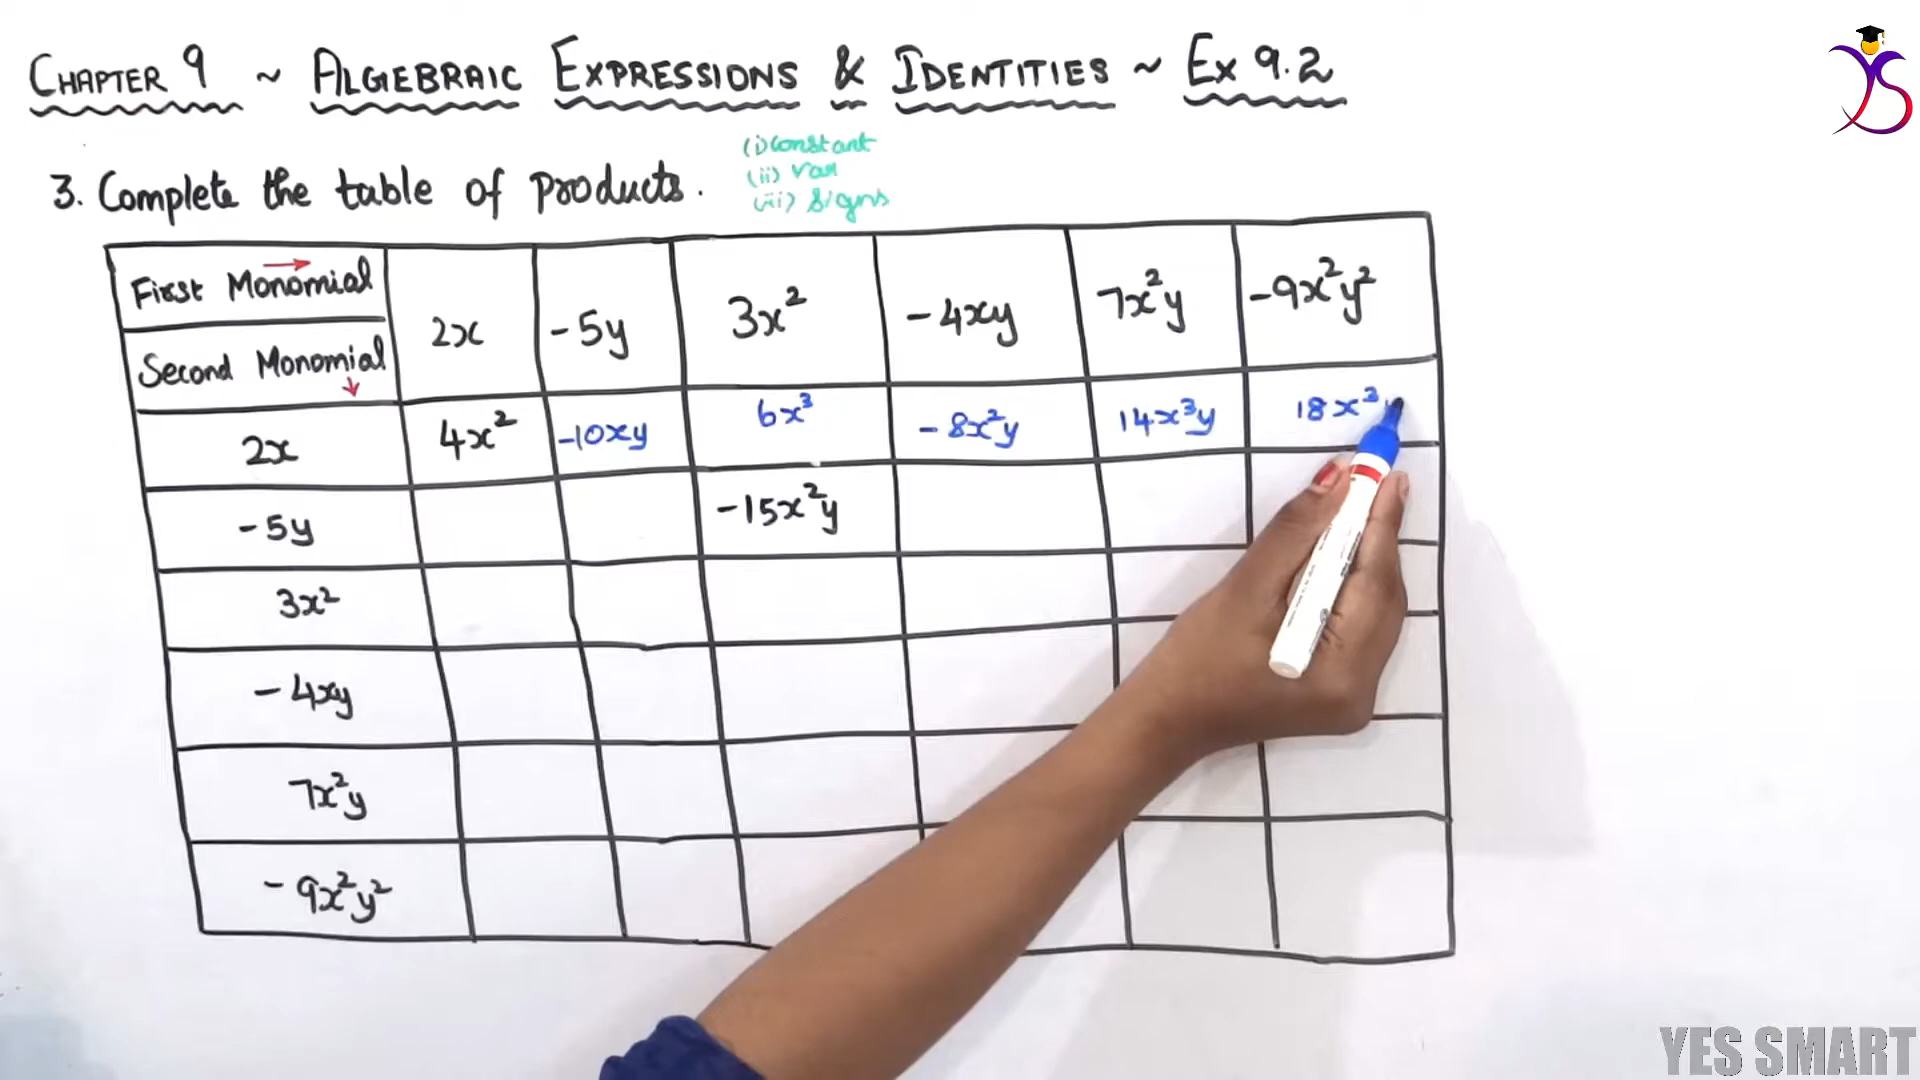 CHAPTER 9 ~ ALGEBRAIC EXPRESSIONS & IDENTITIES ~ EX 9.2
(i) constant
(ii) var
(iii) signs
3. Complete the table of products.
First Monomial → 2x -5y 3x² -4xy 7x²y -9x²y²
Second Monomial ↓
2x 4x² -10xy 6x³ -8x²y 14x³y 18x³
-5y -15x²y
3x²
-4xy
7x²y
-9x²y²
YS
YES SMART